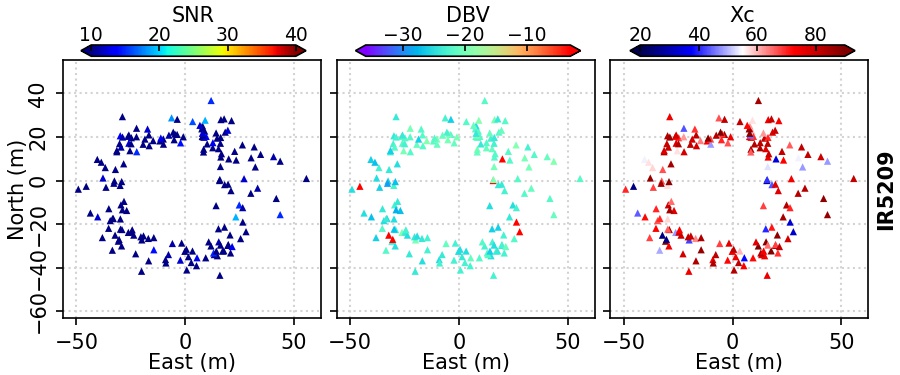 SNR DBV Xc
10 20 30 40 −30 −20 −10 20 40 60 80
40
20
0
−20
−40
−60
North (m)
−50 0 50 −50 0 50 −50 0 50
East (m) East (m) East (m)
IR5209